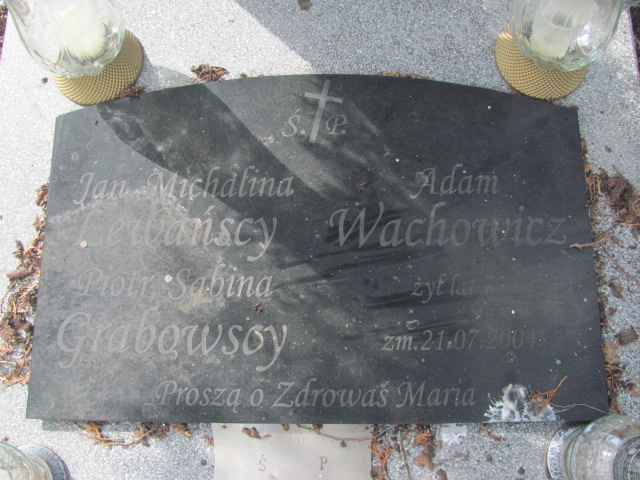 Ś. P.
Jan Michalina
Lewańscy
Piotr Sabina
Grabowscy
Adam
Wachowicz
żył lat
zm. 21.07.2004
Proszą o Zdrowaś Maria
Ś P